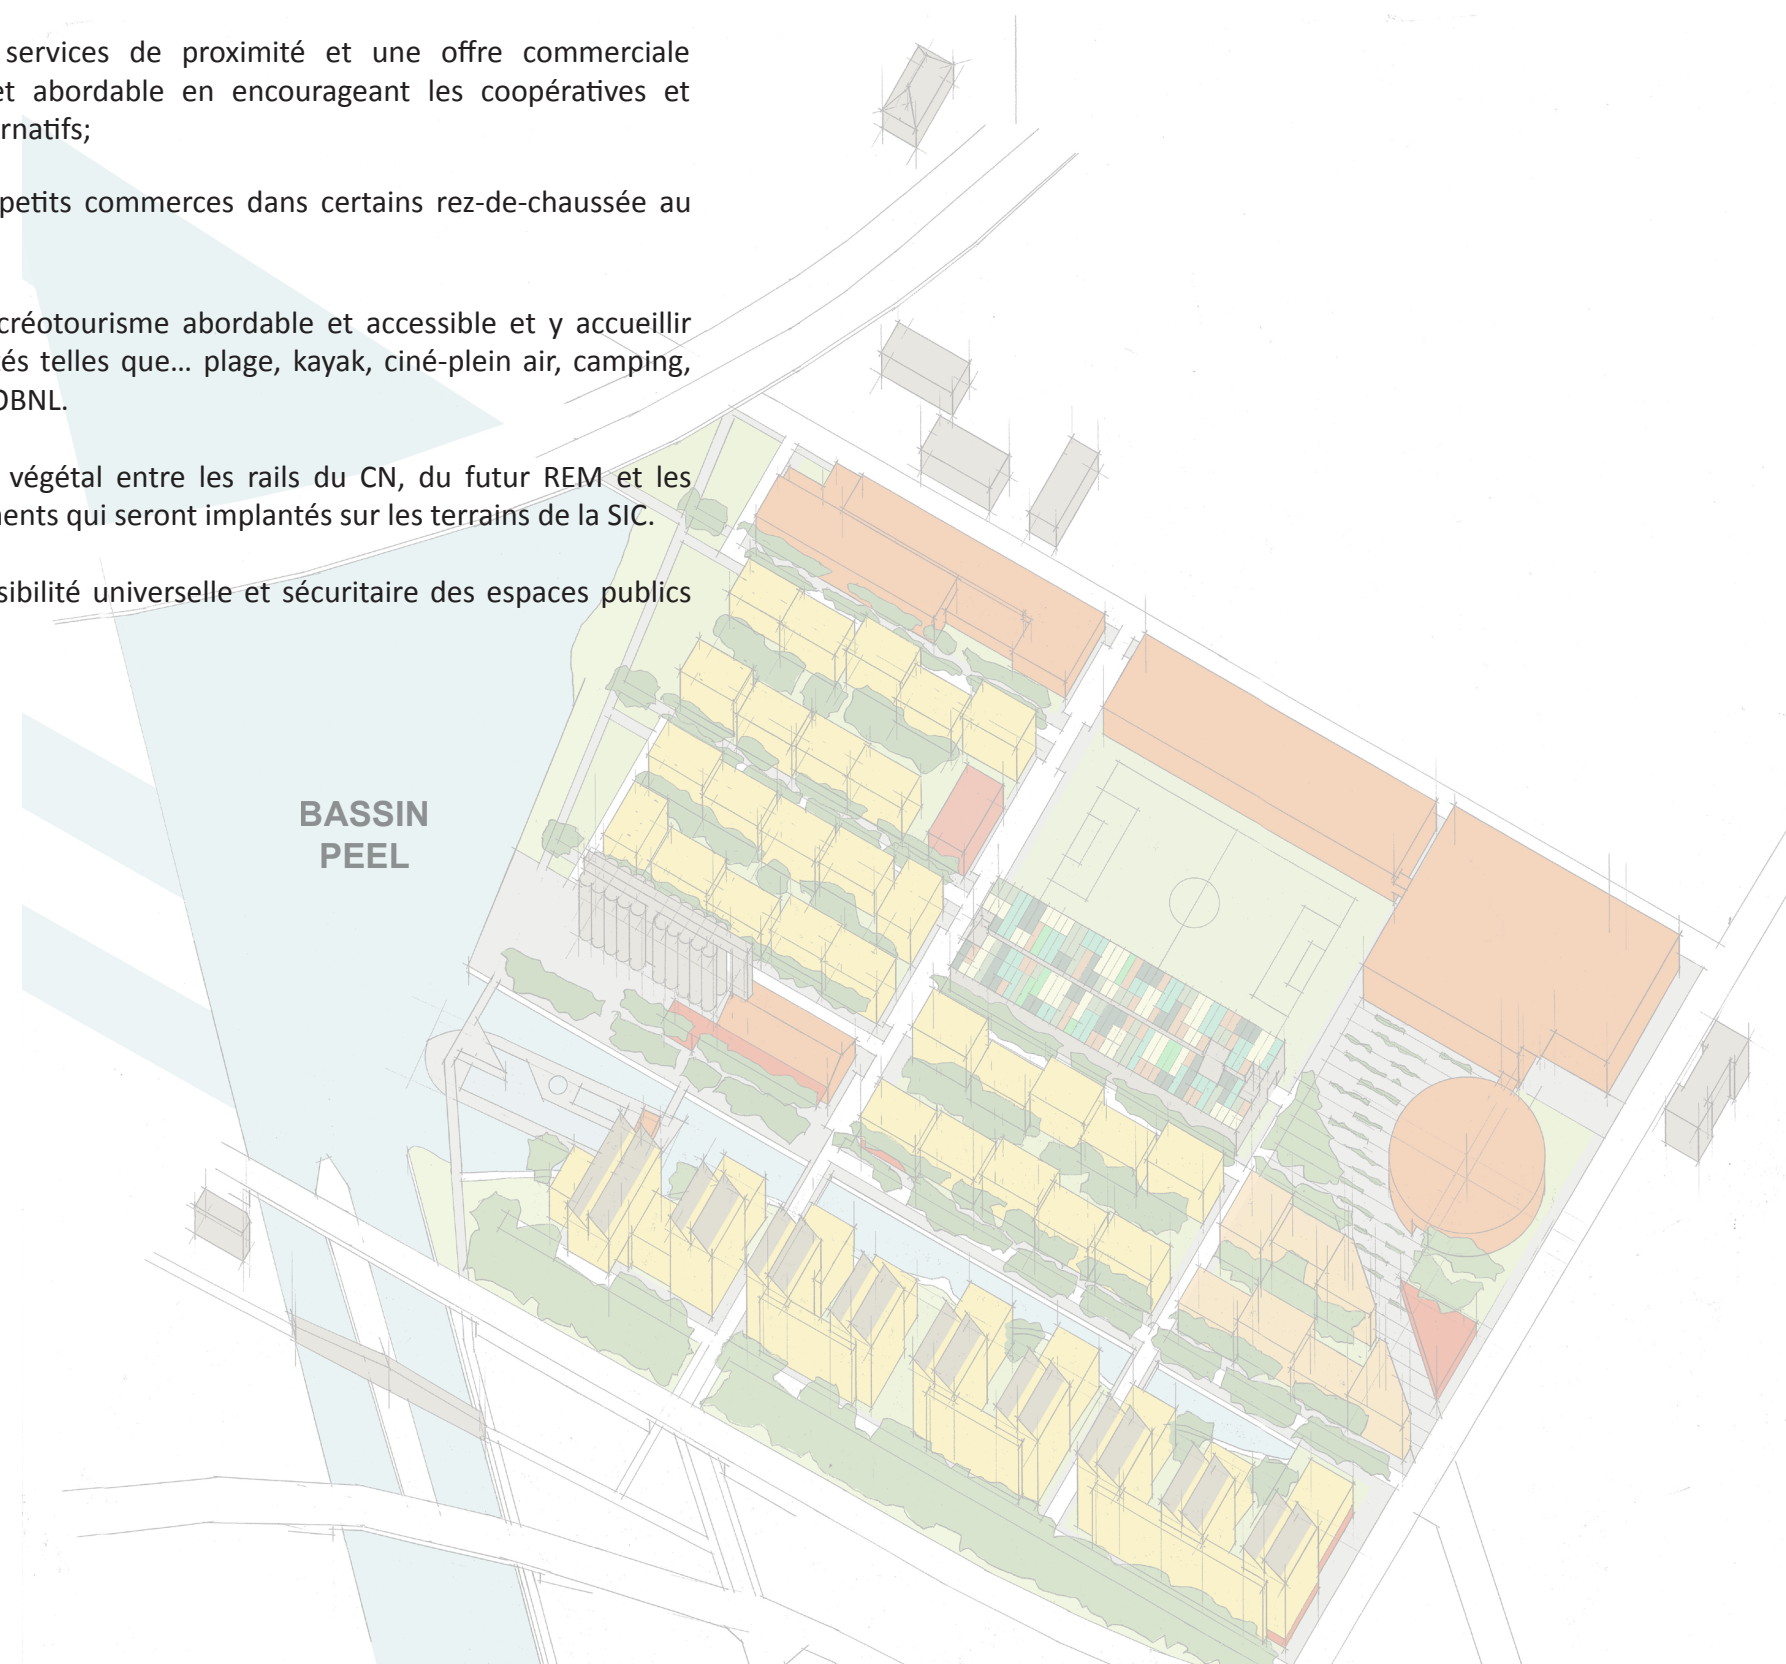 services de proximité et une offre commerciale
et abordable en encourageant les coopératives et
rnatifs;
petits commerces dans certains rez-de-chaussée au
créotourisme abordable et accessible et y accueillir
tés telles que… plage, kayak, ciné-plein air, camping,
OBNL.
végétal entre les rails du CN, du futur REM et les
ments qui seront implantés sur les terrains de la SIC.
sibilité universelle et sécuritaire des espaces publics
BASSIN
PEEL